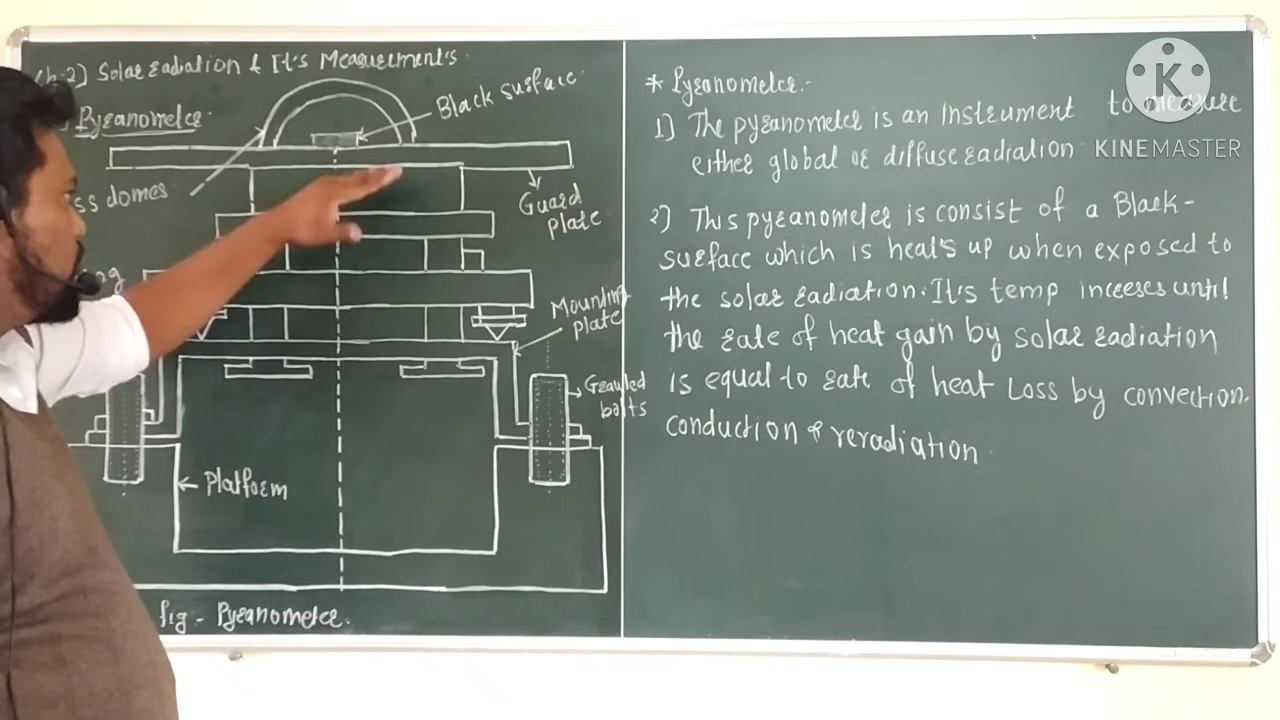 Ch-2) Solar radiation & It's Measurement's.
Pyranometer
Black surface
domes
Guard
plate
Mounting
plate
Grauled
bolts
Platform
fig - Pyranometer.
* Pyranometer:-
1) The pyranometer is an Instrument to measure
either global or diffuse radiation
2) This pyranometer is consist of a Black-
surface which is heat's up when exposed to
the solar radiation. It's temp increses until
the rate of heat gain by solar radiation
is equal to rate of heat Loss by convection.
conduction & reradiation
K
KINEMASTER